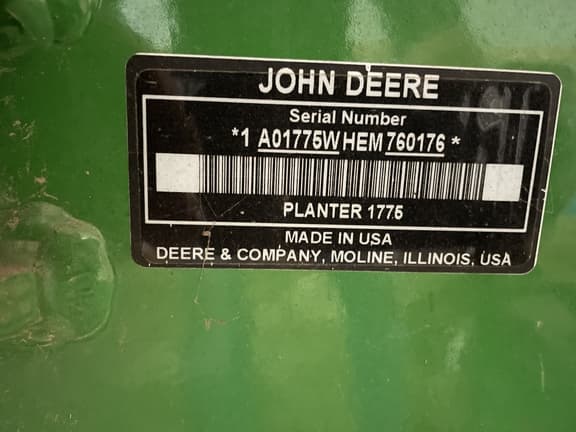 JOHN DEERE
Serial Number
*1 A01775W HEM 760176 *
PLANTER 1775
MADE IN USA
DEERE & COMPANY, MOLINE, ILLINOIS, USA